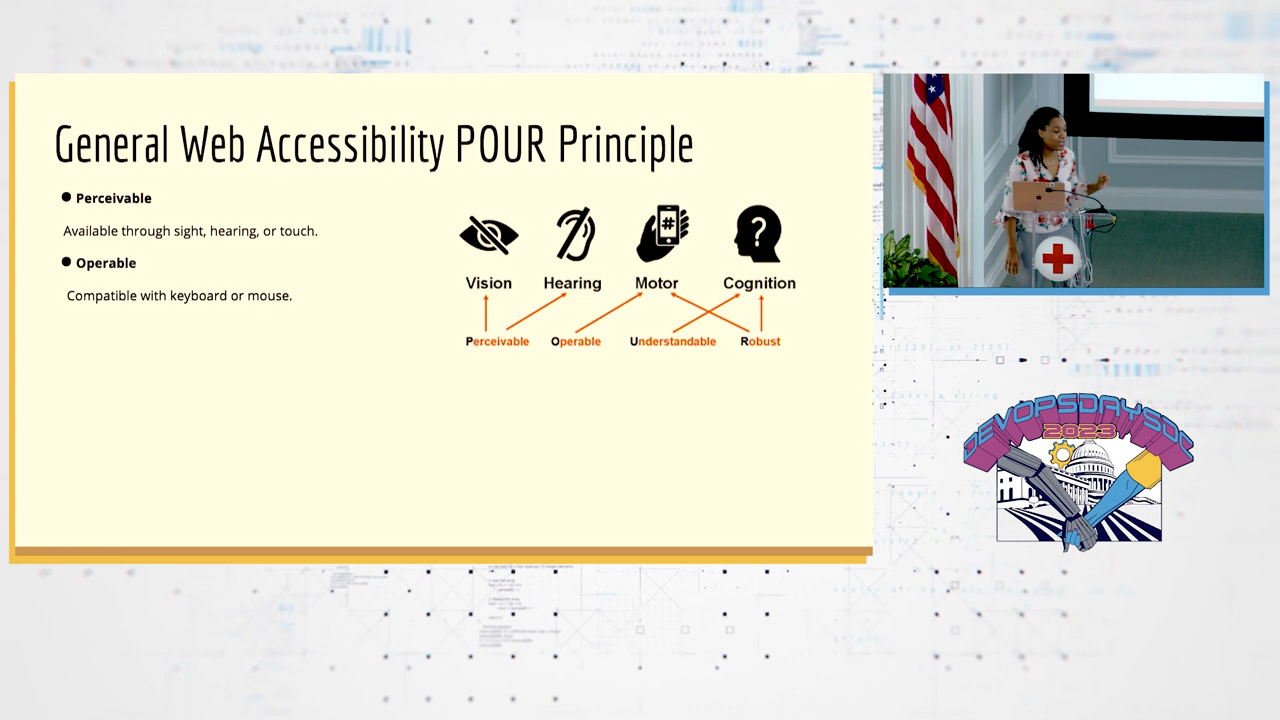 General Web Accessibility POUR Principle
Perceivable
Available through sight, hearing, or touch.
Operable
Compatible with keyboard or mouse.
Vision Hearing Motor Cognition
Perceivable Operable Understandable Robust
#
?
DEVOPSDAYSDC
2023